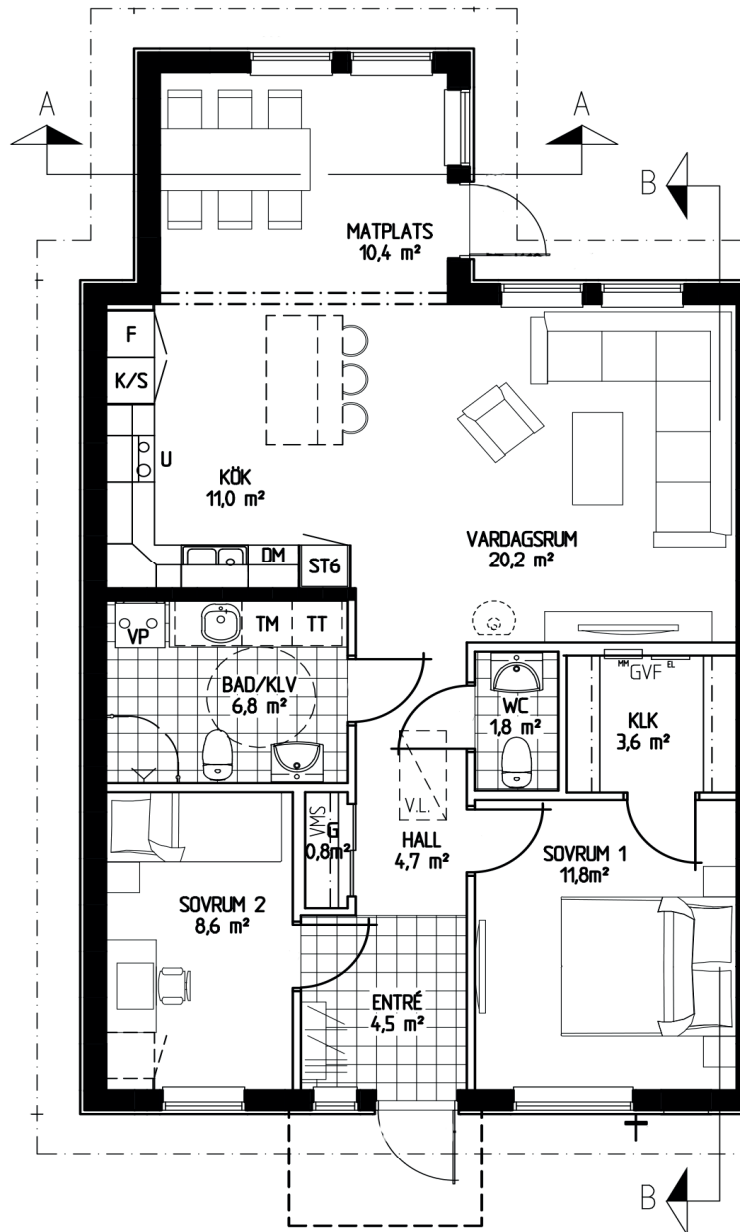 A
A
B
MATPLATS
10,4 m²
F
K/S
U
KÖK
11,0 m²
DM
ST6
VARDAGSRUM
20,2 m²
VP
TM
TT
BAD/KLV
6,8 m²
WC
1,8 m²
MM
GVF
EL
KLK
3,6 m²
V.L.
VMS
G
0,8m²
HALL
4,7 m²
SOVRUM 1
11,8m²
SOVRUM 2
8,6 m²
ENTRÉ
4,5 m²
B